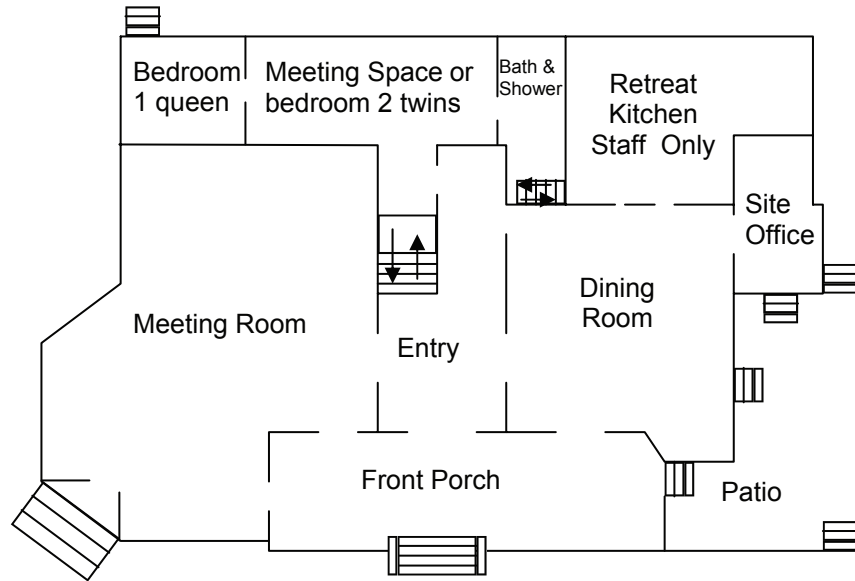 Bedroom
1 queen
Meeting Space or
bedroom 2 twins
Bath &
Shower
Retreat
Kitchen
Staff Only
Site
Office
Meeting Room
Entry
Dining
Room
Front Porch
Patio